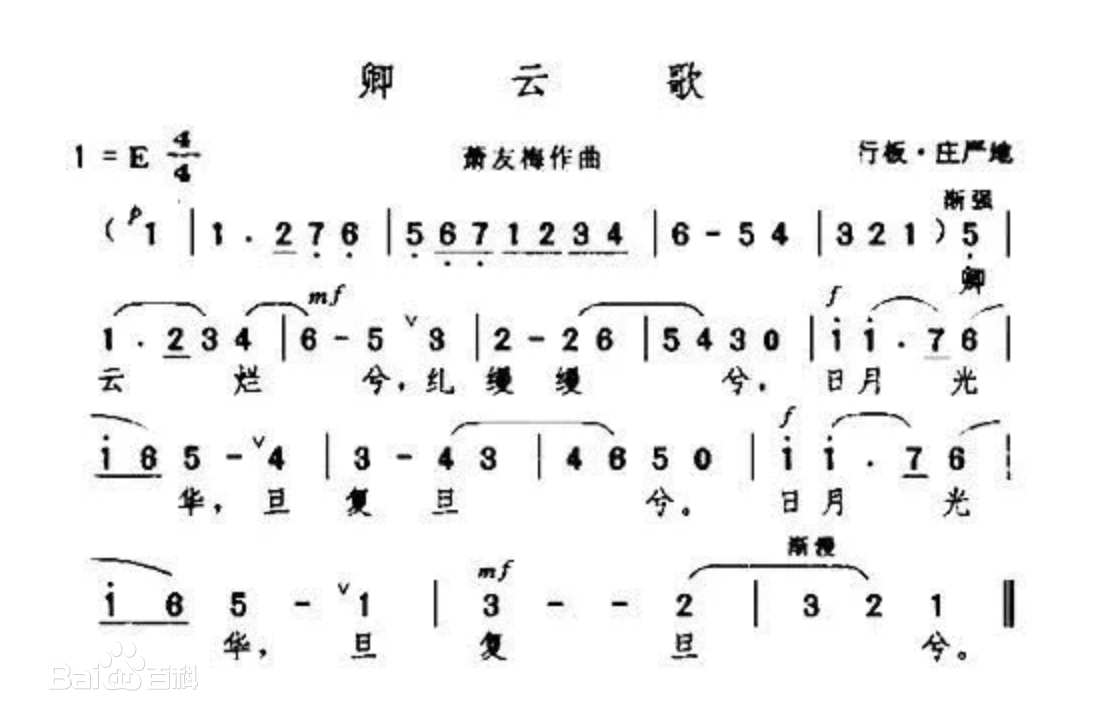 卿云歌
1 = E 4/4 萧友梅作曲 行板·庄严地
渐强
( p 1 | 1 . 2 7 6 | 5 6 7 1 2 3 4 | 6 - 5 4 | 3 2 1 ) 5 |
卿
mf f
1 . 2 3 4 | 6 - 5 ∨ 3 | 2 - 2 6 | 5 4 3 0 | i i . 7 6 |
云 烂 兮，糺 缦 缦 兮， 日 月 光
f
i 6 5 - ∨ 4 | 3 - 4 3 | 4 6 5 0 | i i . 7 6 |
华，旦 复 旦 兮。 日 月 光
渐慢
mf
i 6 5 - ∨ 1 | 3 - - 2 | 3 2 1 ‖
华，旦 复 旦 兮。
Bai百科